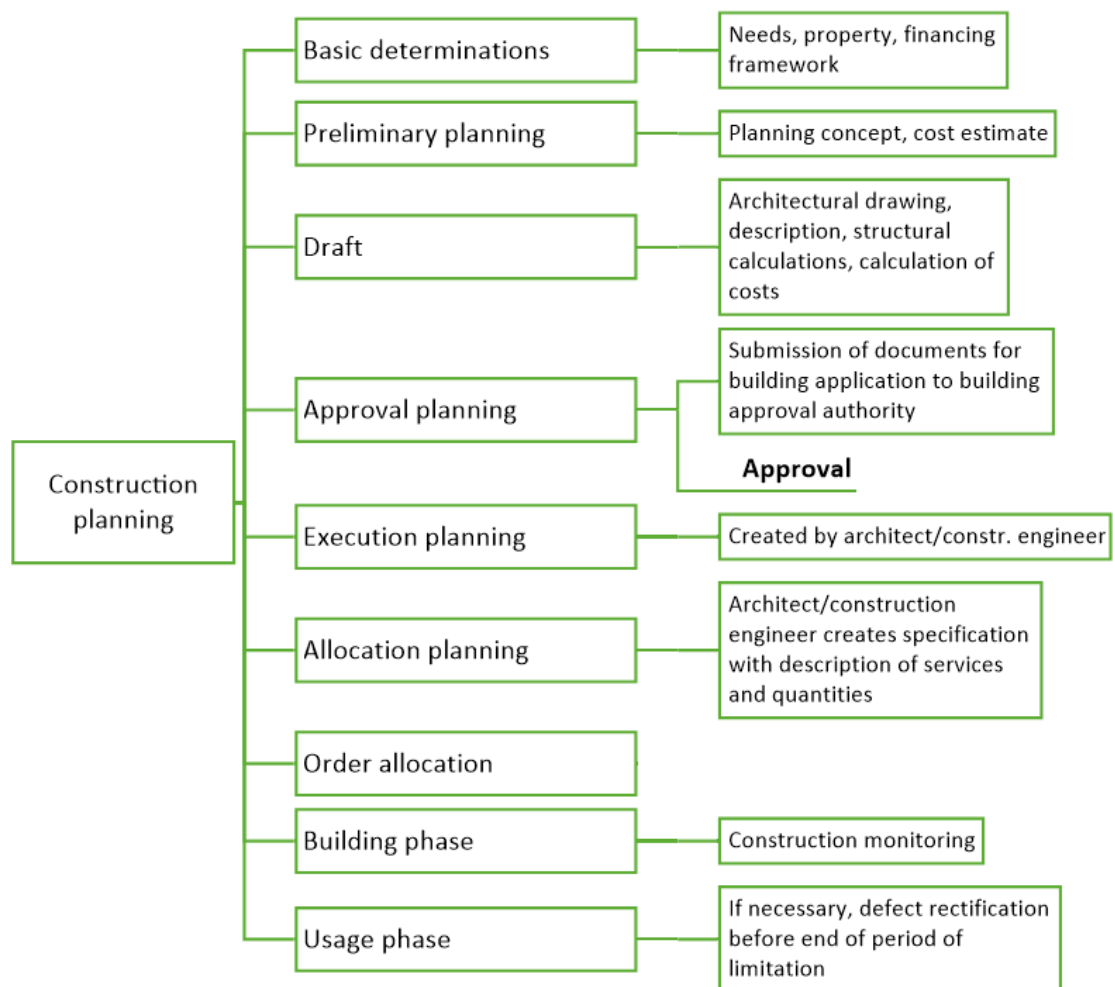 Construction
planning
Basic determinations
Needs, property, financing
framework
Preliminary planning
Planning concept, cost estimate
Draft
Architectural drawing,
description, structural
calculations, calculation of
costs
Approval planning
Submission of documents for
building application to building
approval authority
Approval
Execution planning
Created by architect/constr. engineer
Allocation planning
Architect/construction
engineer creates specification
with description of services
and quantities
Order allocation
Building phase
Construction monitoring
Usage phase
If necessary, defect rectification
before end of period of
limitation